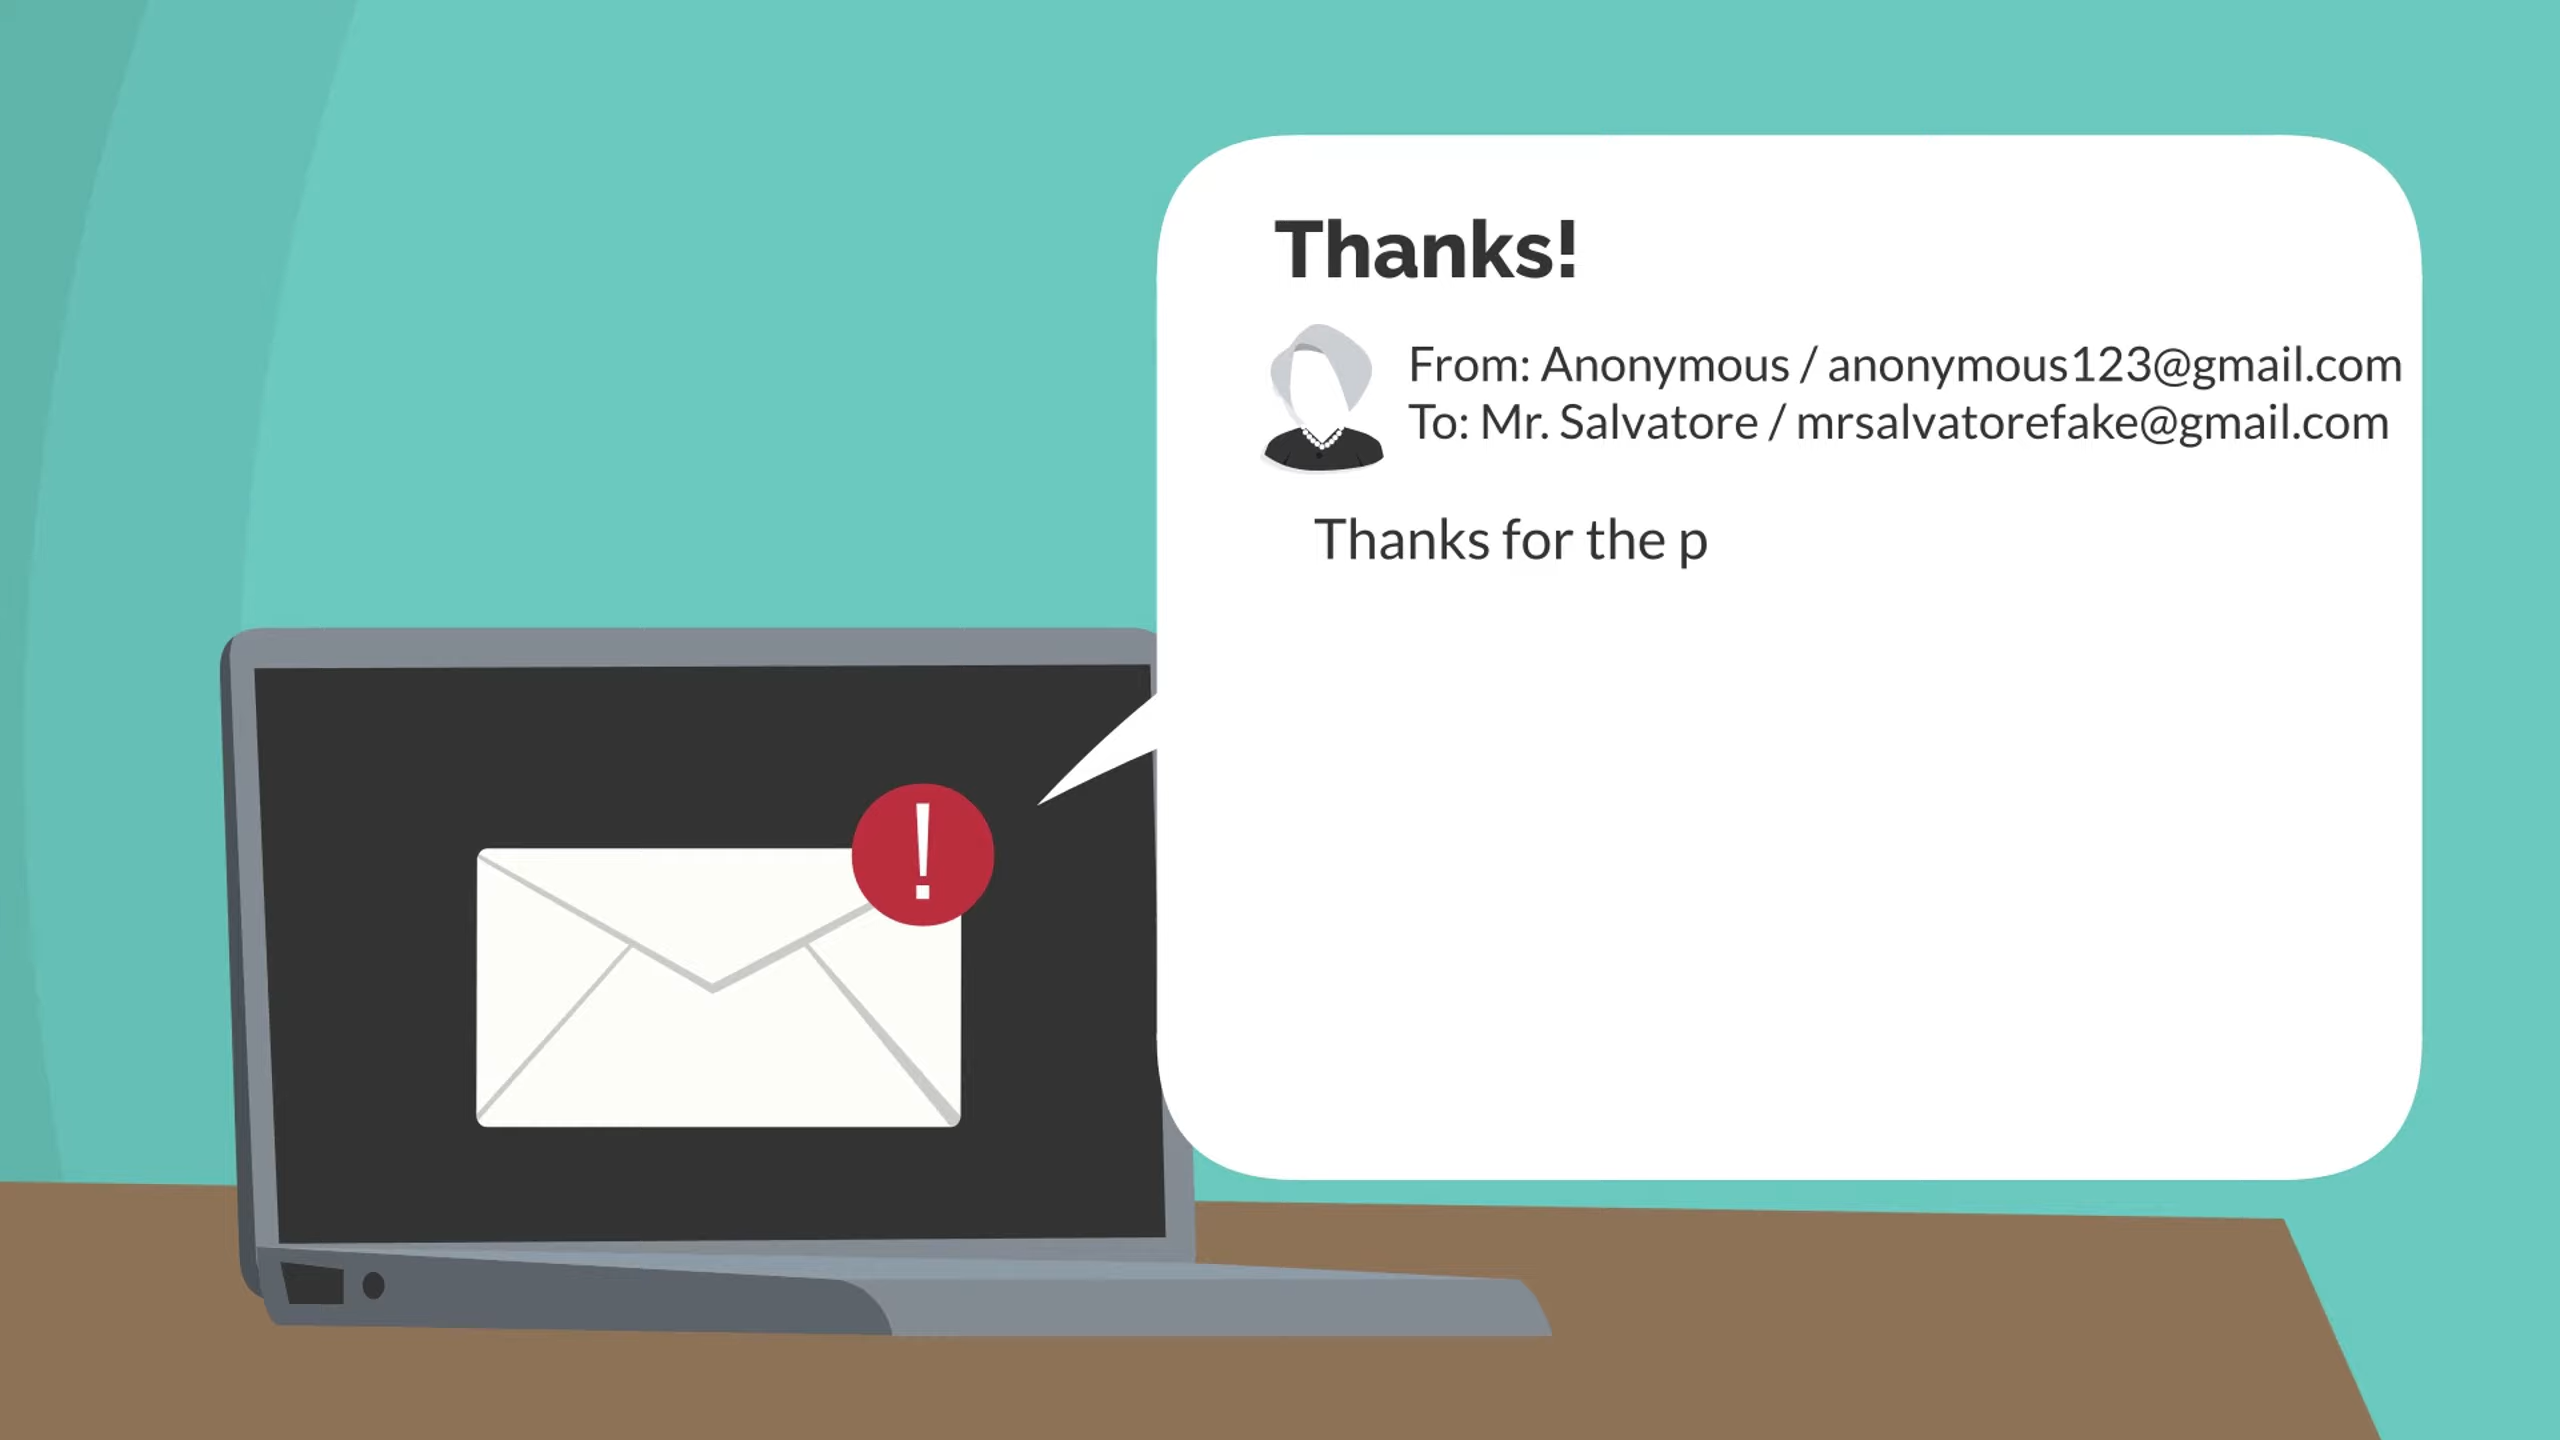 Thanks!
From: Anonymous / anonymous123@gmail.com
To: Mr. Salvatore / mrsalvatorefake@gmail.com
Thanks for the p
!